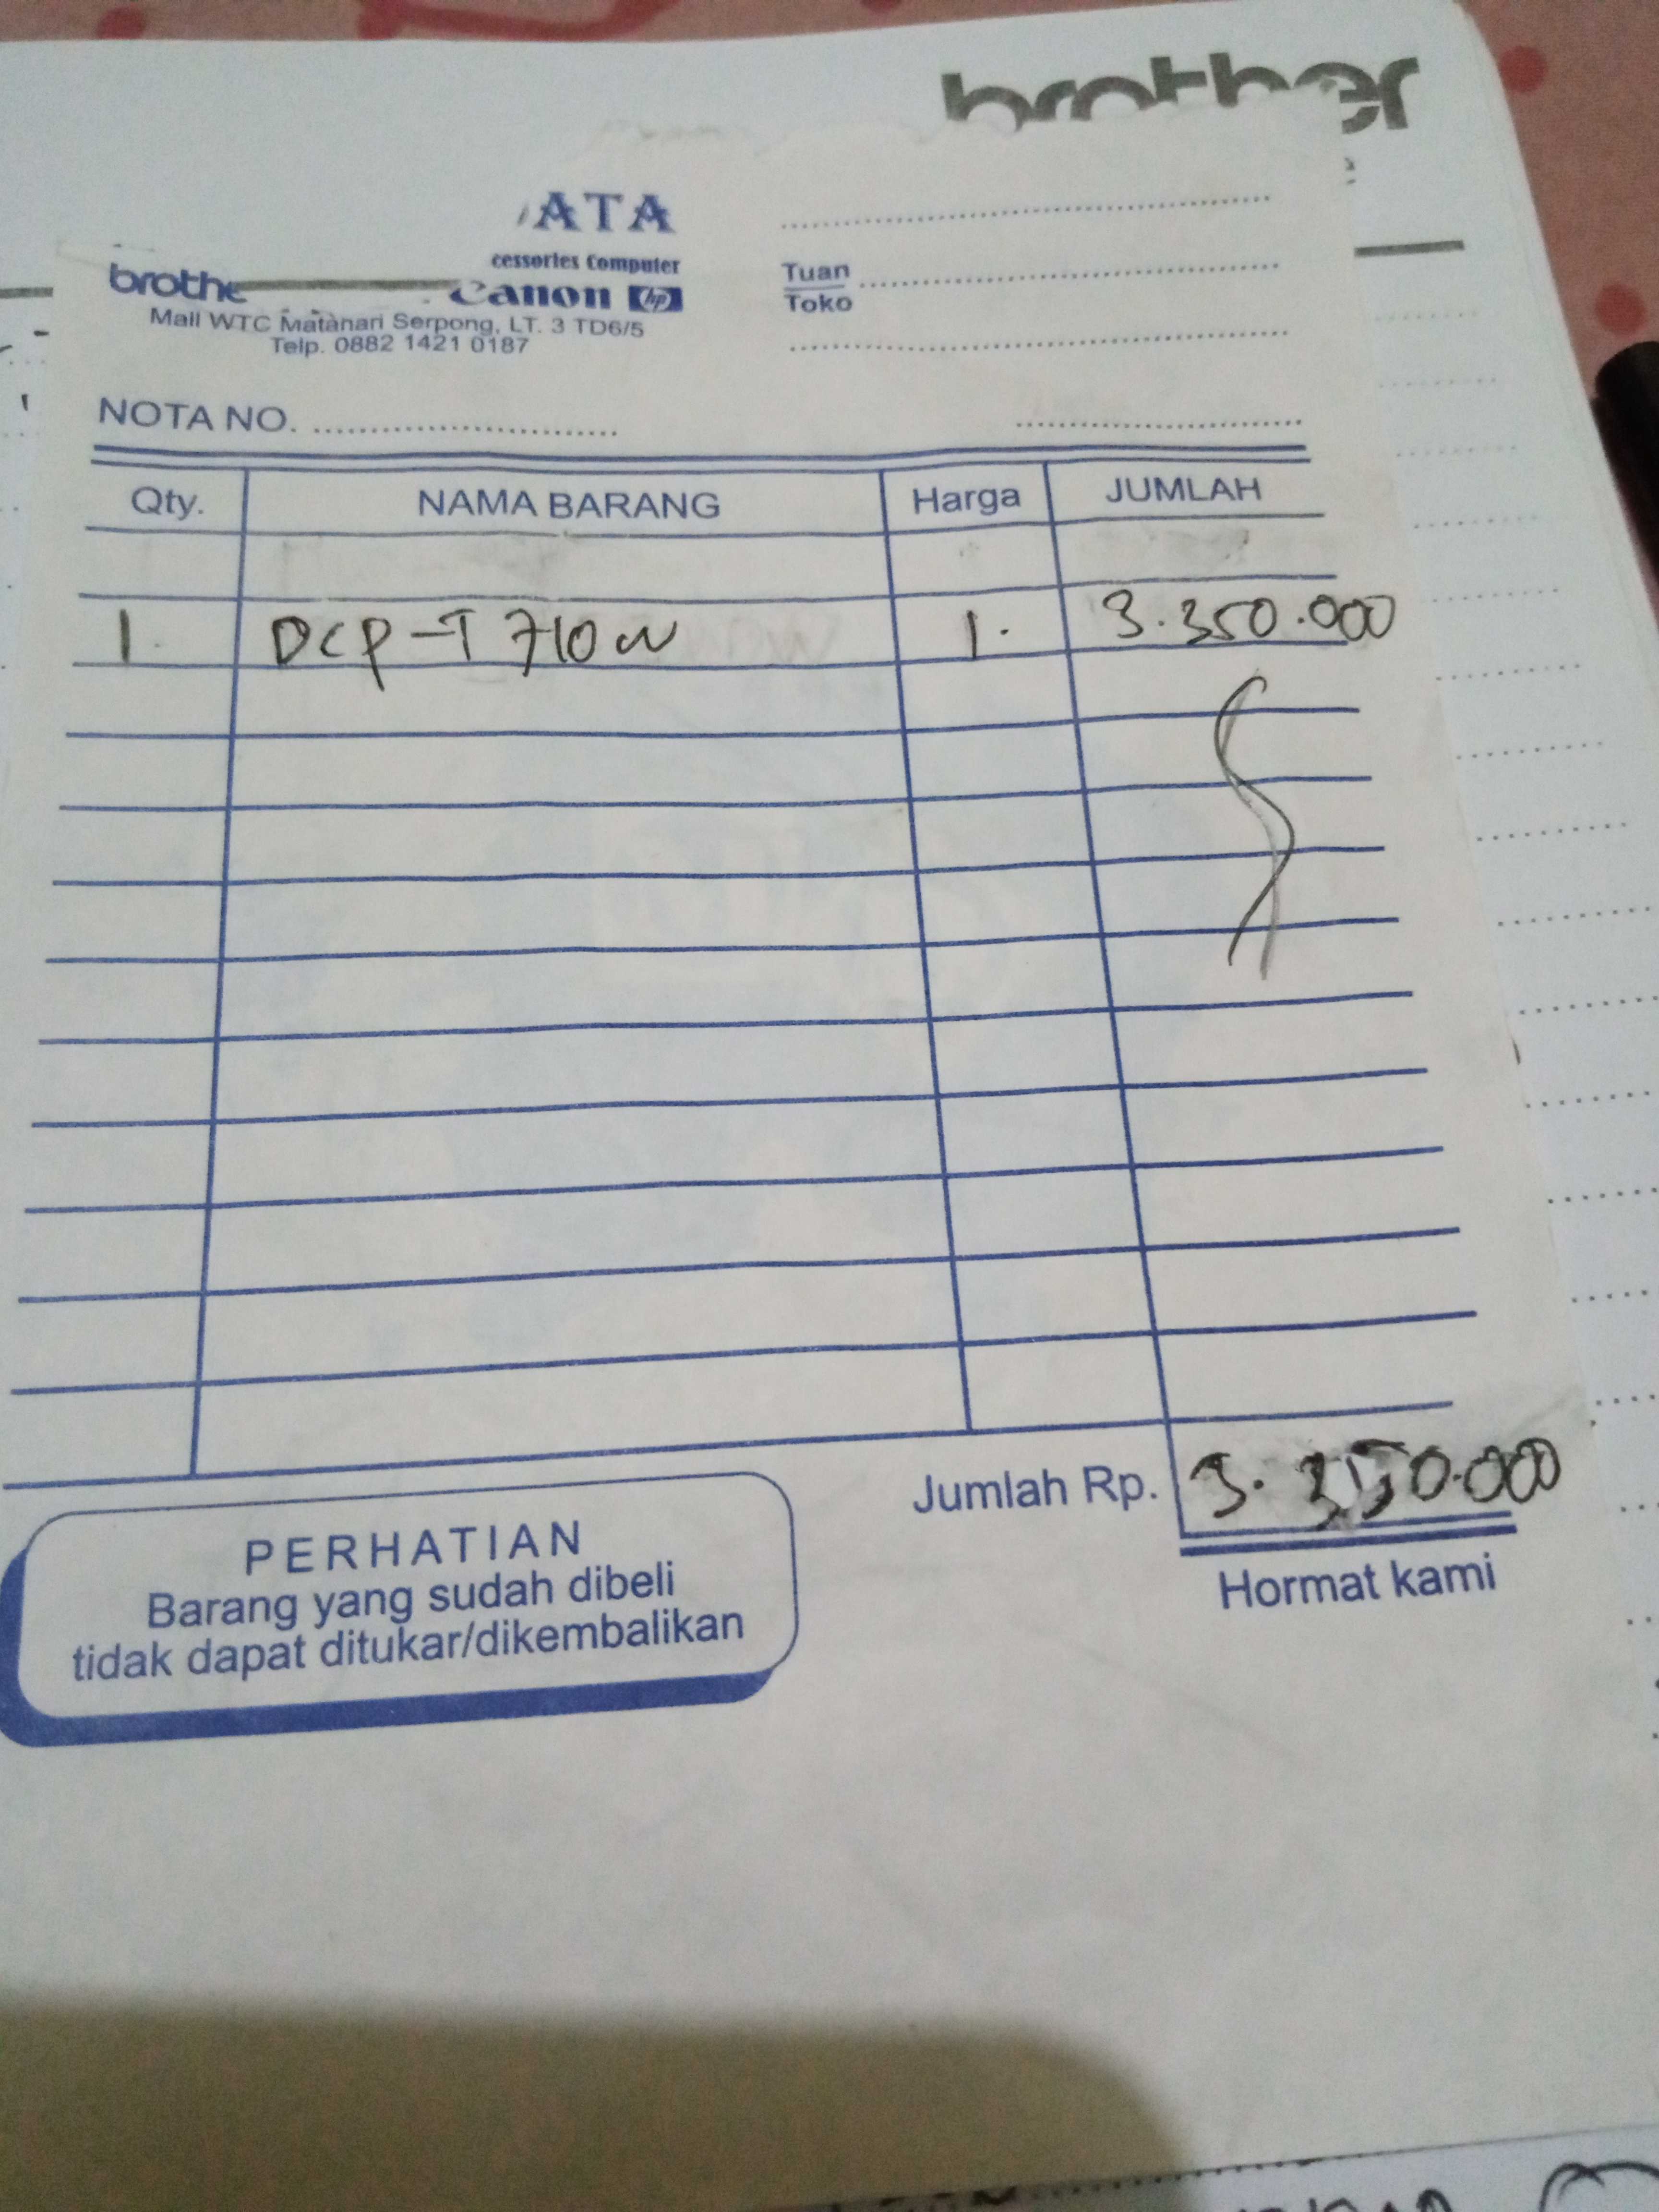 brother
ATA
cessories Computer
brothe Canon hp
Mall WTC Matahari Serpong, LT. 3 TD6/5
Telp. 0882 1421 0187
Tuan
Toko
NOTA NO.
Qty. NAMA BARANG Harga JUMLAH
1. DCP-T710W 1. 3.350.000
Jumlah Rp. 3.350.000
PERHATIAN
Barang yang sudah dibeli
tidak dapat ditukar/dikembalikan
Hormat kami